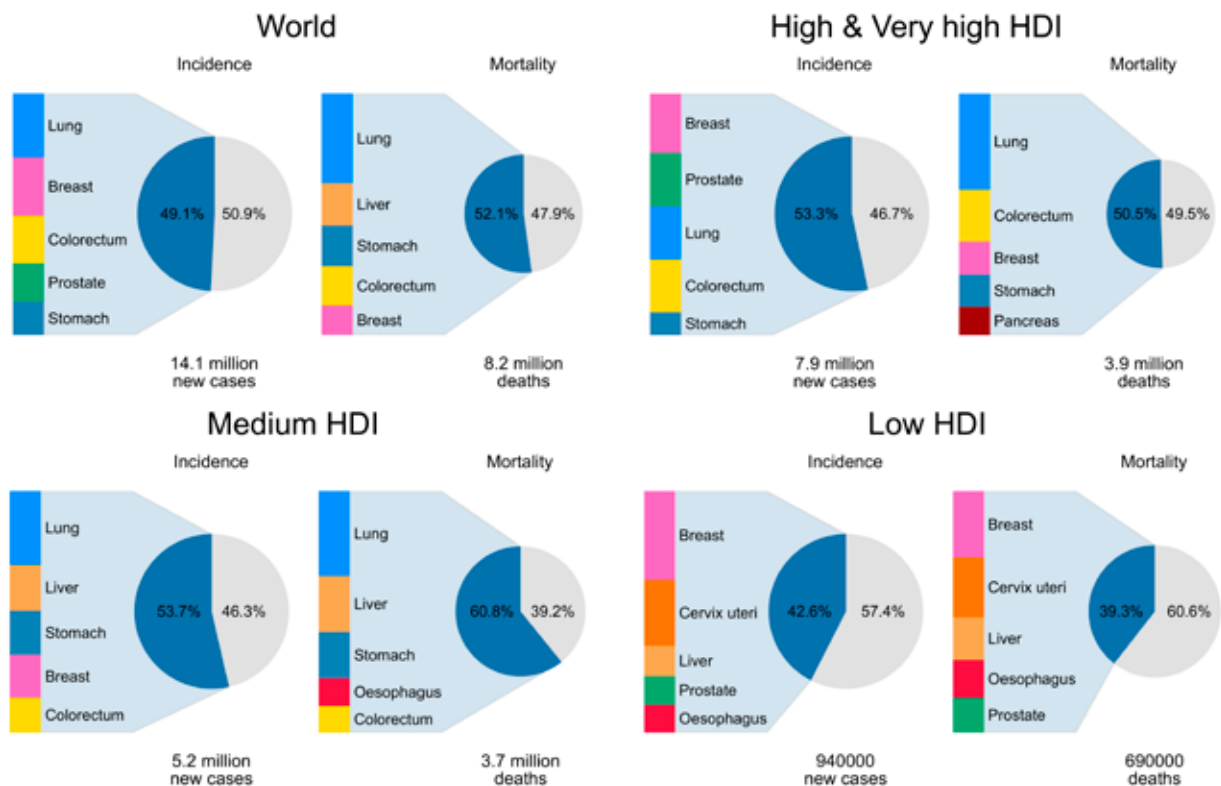 World
High & Very high HDI
Incidence
Mortality
Incidence
Mortality
Lung
Breast
Colorectum
Prostate
Stomach
49.1%
50.9%
14.1 million
new cases
Lung
Liver
Stomach
Colorectum
Breast
52.1%
47.9%
8.2 million
deaths
Breast
Prostate
Lung
Colorectum
Stomach
53.3%
46.7%
7.9 million
new cases
Lung
Colorectum
Breast
Stomach
Pancreas
50.5%
49.5%
3.9 million
deaths
Medium HDI
Low HDI
Incidence
Mortality
Incidence
Mortality
Lung
Liver
Stomach
Breast
Colorectum
53.7%
46.3%
5.2 million
new cases
Lung
Liver
Stomach
Oesophagus
Colorectum
60.8%
39.2%
3.7 million
deaths
Breast
Cervix uteri
Liver
Prostate
Oesophagus
42.6%
57.4%
940000
new cases
Breast
Cervix uteri
Liver
Oesophagus
Prostate
39.3%
60.6%
690000
deaths